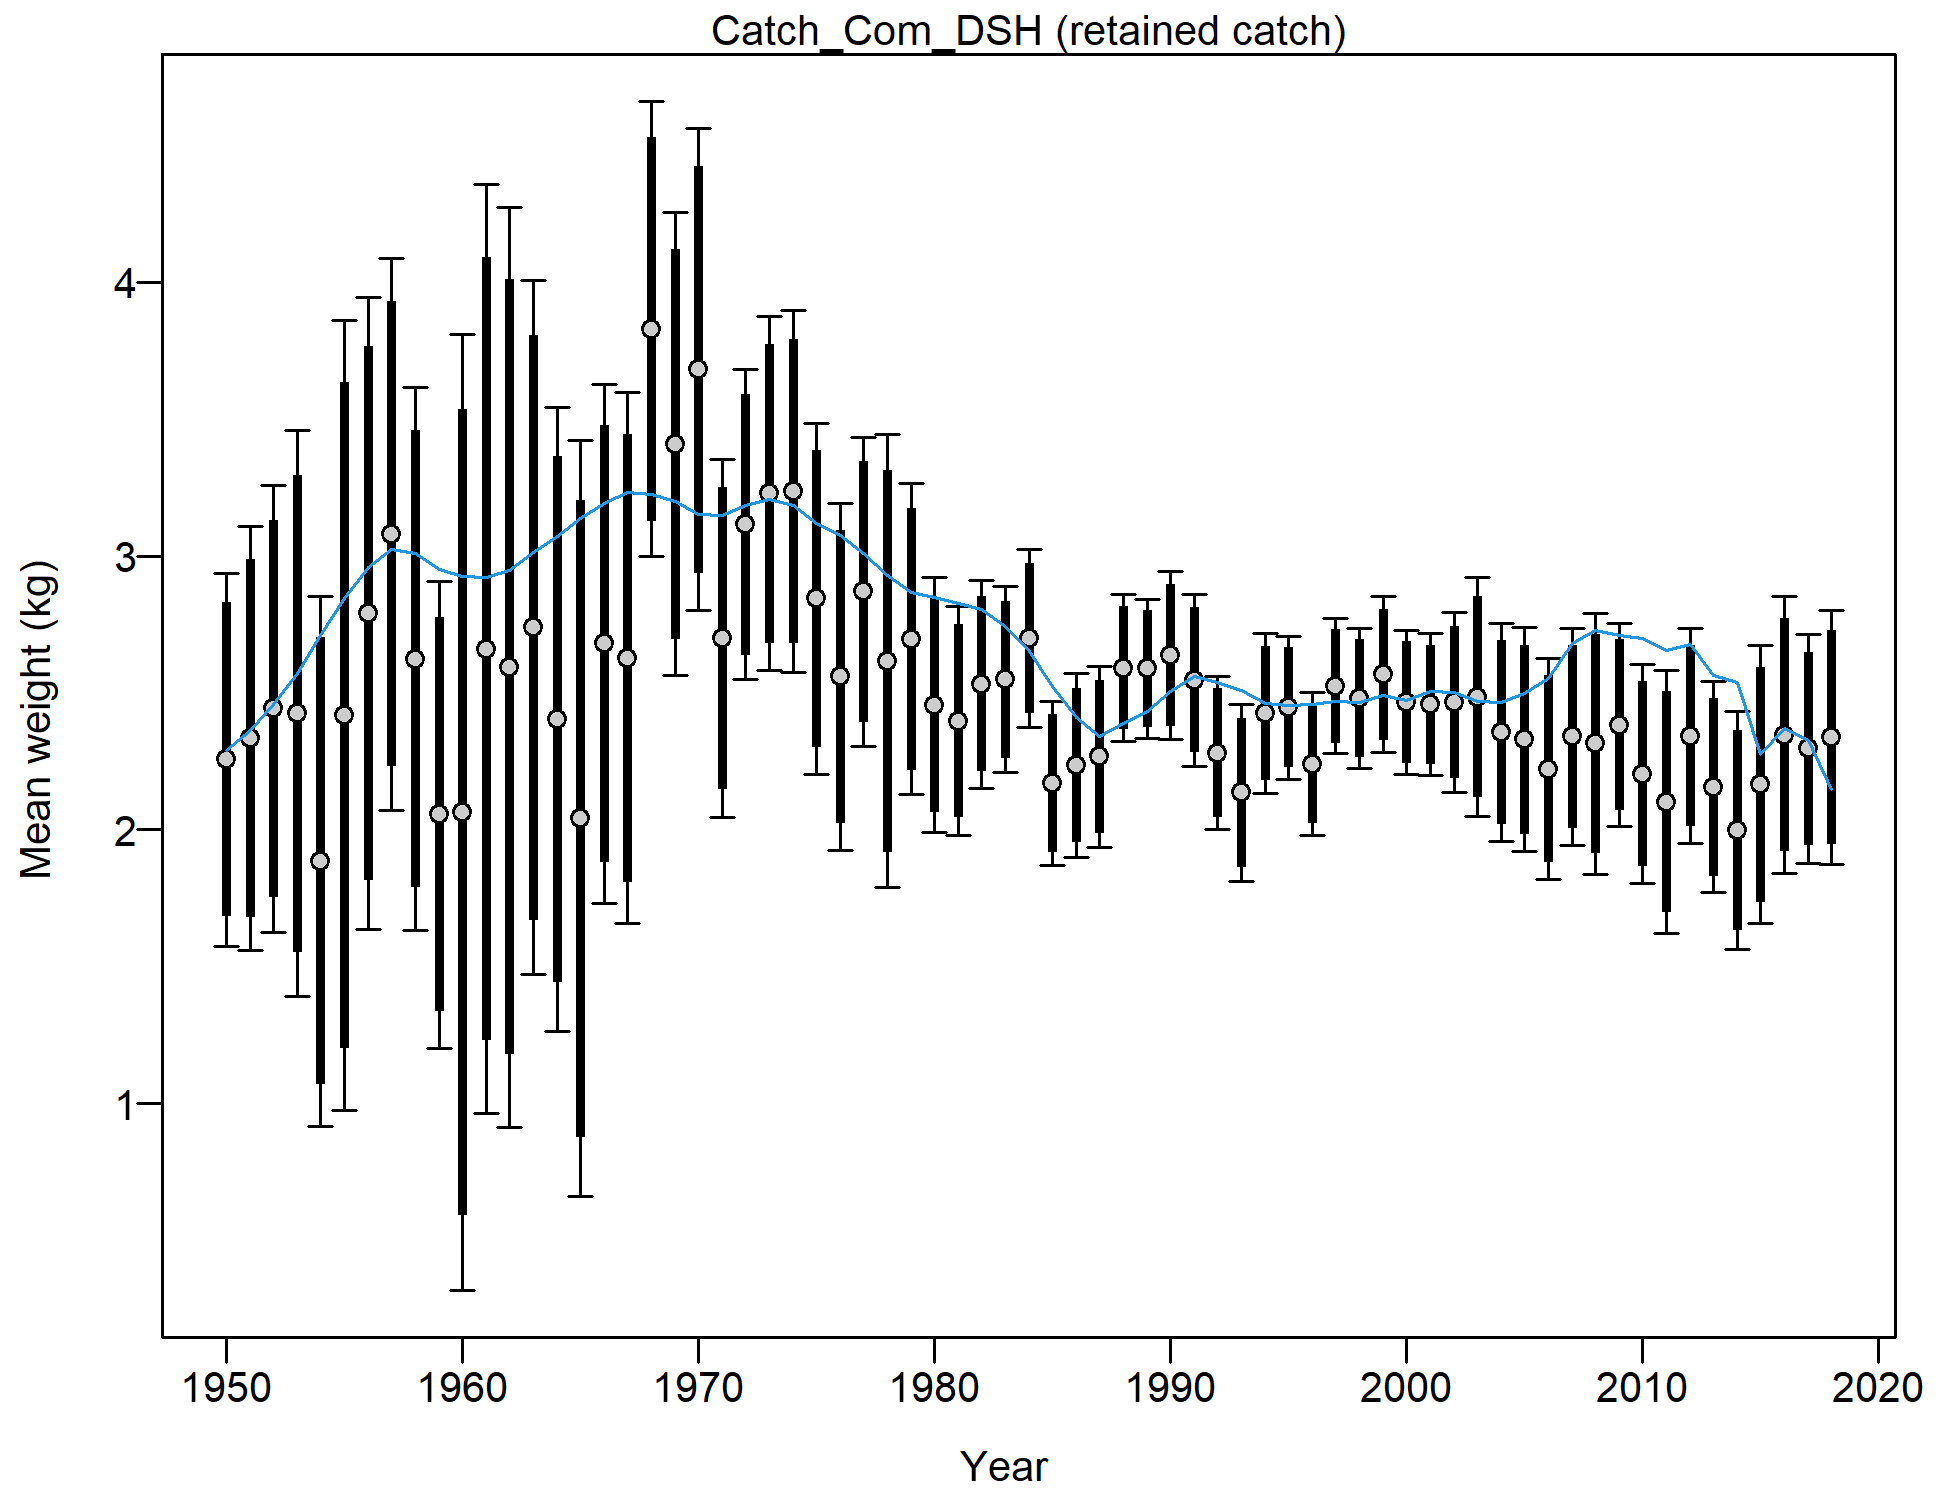 Catch_Com_DSH (retained catch)
Mean weight (kg)
4
3
2
1
1950 1960 1970 1980 1990 2000 2010 2020
Year